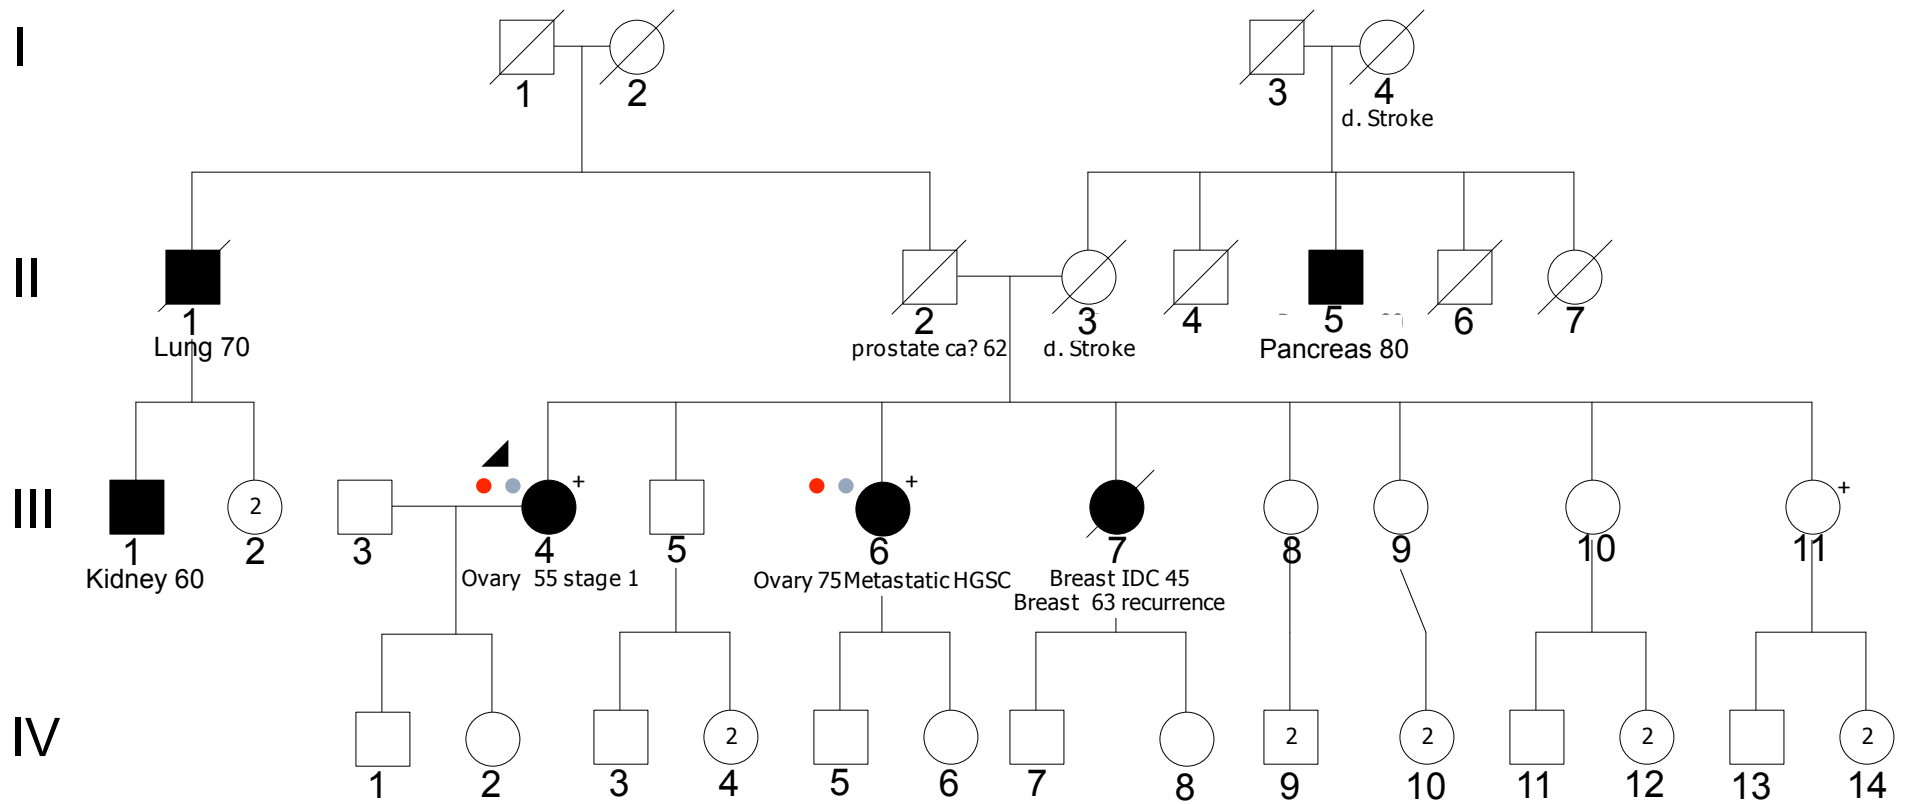 I
1 2 3 4
d. Stroke
II
1 2 3 4 5 6 7
Lung 70 prostate ca? 62 d. Stroke Pancreas 80
+ + +
III
2
1 2 3 4 5 6 7 8 9 10 11
Kidney 60 Ovary 55 stage 1 Ovary 75 Metastatic HGSC Breast IDC 45
Breast 63 recurrence
IV
2 2 2 2 2
1 2 3 4 5 6 7 8 9 10 11 12 13 14